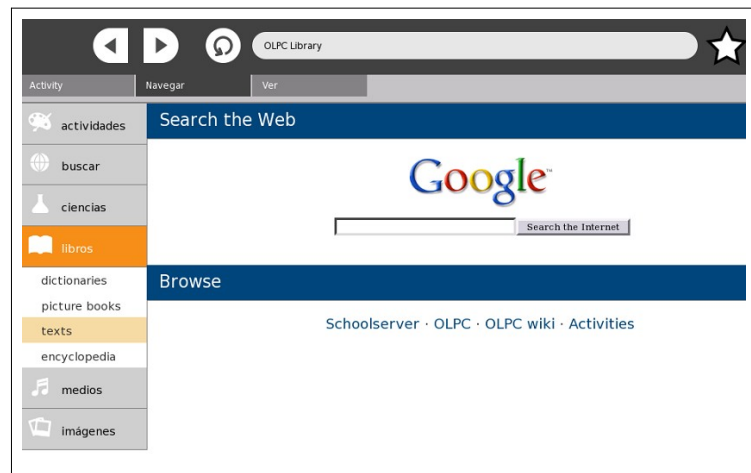 OLPC Library
Activity Navegar Ver
actividades
buscar
ciencias
libros
dictionaries
picture books
texts
encyclopedia
medios
imágenes
Search the Web
Google™
Search the Internet
Browse
Schoolserver · OLPC · OLPC wiki · Activities